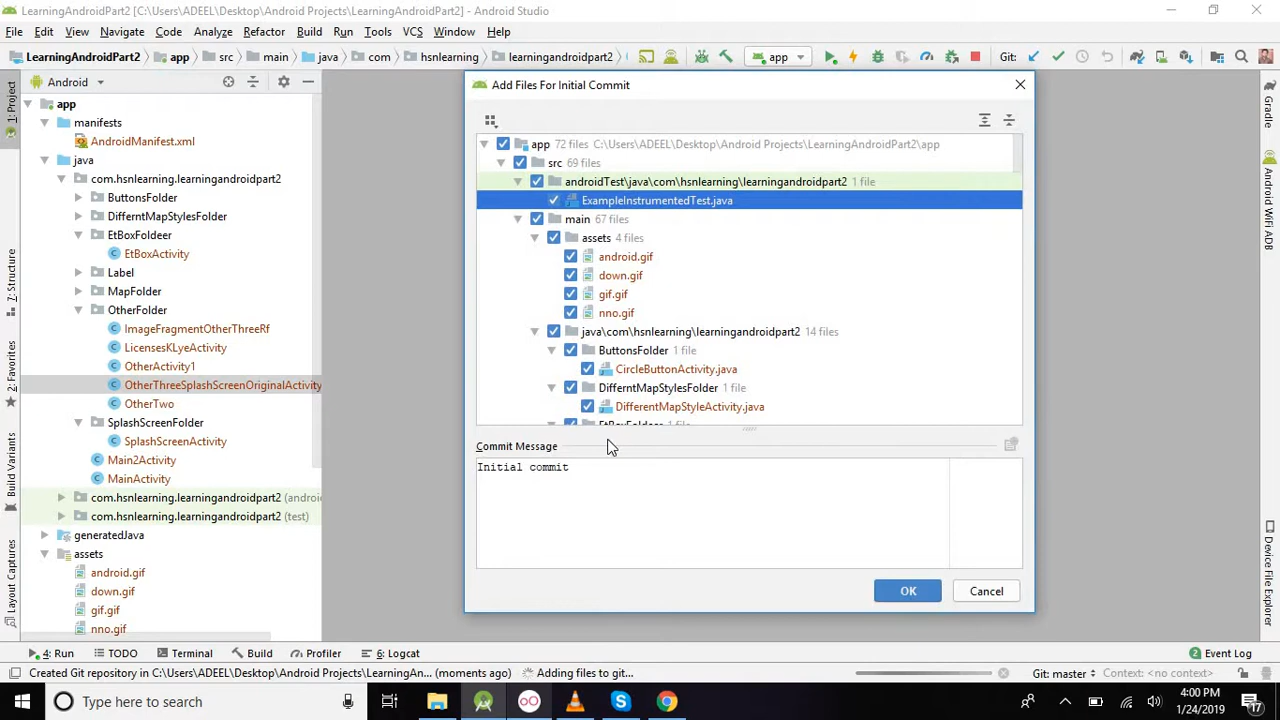 LearningAndroidPart2 [C:\Users\ADEEL\Desktop\Android Projects\LearningAndroidPart2] - Android Studio
File Edit View Navigate Code Analyze Refactor Build Run Tools VCS Window Help
LearningAndroidPart2 app src main java com hsnlearning learningandroidpart2 app Git:
Android
1: Project
Z: Structure
2: Favorites
Build Variants
Layout Captures
app
manifests
AndroidManifest.xml
java
com.hsnlearning.learningandroidpart2
ButtonsFolder
DifferntMapStylesFolder
EtBoxFoldeer
EtBoxActivity
Label
MapFolder
OtherFolder
ImageFragmentOtherThreeRf
LicensesKLyeActivity
OtherActivity1
OtherThreeSplashScreenOriginalActivity
OtherTwo
SplashScreenFolder
SplashScreenActivity
Main2Activity
MainActivity
com.hsnlearning.learningandroidpart2 (androi
com.hsnlearning.learningandroidpart2 (test)
generatedJava
assets
android.gif
down.gif
gif.gif
nno.gif
Add Files For Initial Commit
app 72 files C:\Users\ADEEL\Desktop\Android Projects\LearningAndroidPart2\app
src 69 files
androidTest\java\com\hsnlearning\learningandroidpart2 1 file
ExampleInstrumentedTest.java
main 67 files
assets 4 files
android.gif
down.gif
gif.gif
nno.gif
java\com\hsnlearning\learningandroidpart2 14 files
ButtonsFolder 1 file
CircleButtonActivity.java
DifferntMapStylesFolder 1 file
DifferentMapStyleActivity.java
EtBoxFoldeer 1 file
Commit Message
Initial commit
OK Cancel
Gradle
Android WiFi ADB
Device File Explorer
4: Run TODO Terminal Build Profiler 6: Logcat 2 Event Log
Created Git repository in C:\Users\ADEEL\Desktop\Android Projects\LearningAn... (moments ago) Adding files to git... Git: master Context: <no context>
Type here to search
4:00 PM
1/24/2019
17